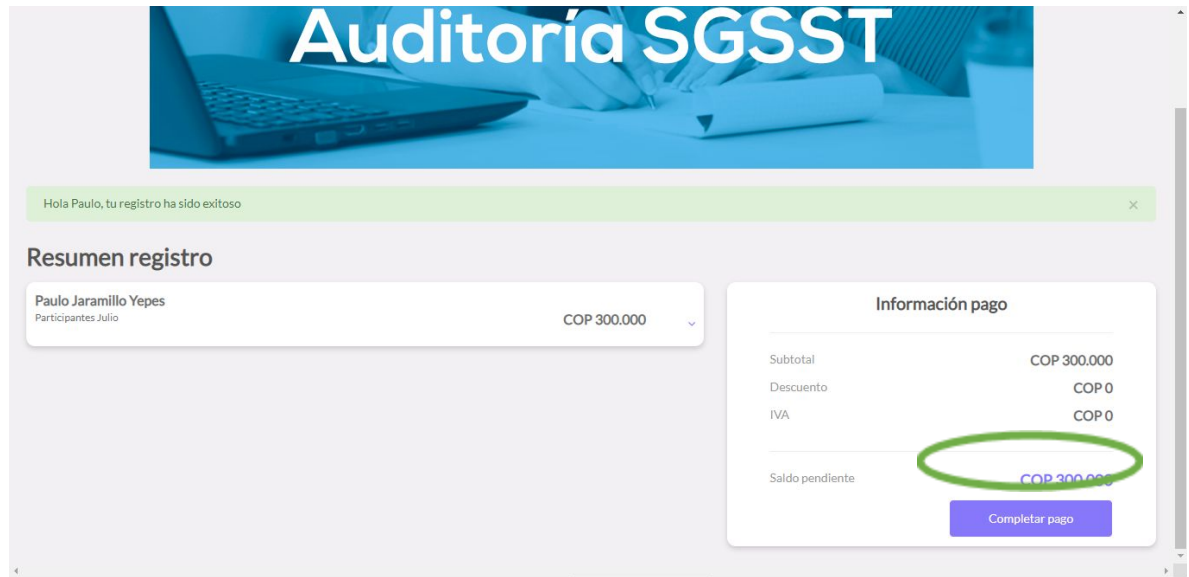 Auditoría SGSST
Hola Paulo, tu registro ha sido exitoso
×
Resumen registro
Paulo Jaramillo Yepes
Participantes Julio
COP 300.000
Información pago
Subtotal COP 300.000
Descuento COP 0
IVA COP 0
Saldo pendiente COP 300.000
Completar pago